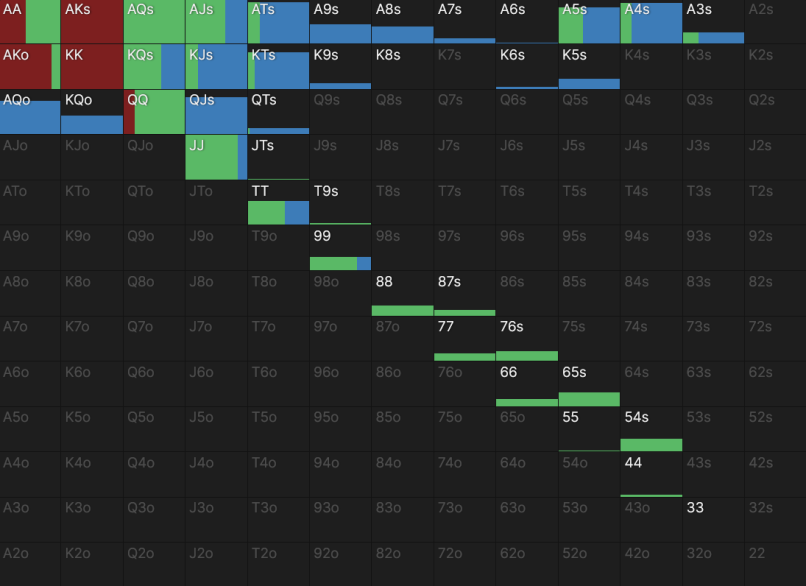 AA AKs AQs AJs ATs A9s A8s A7s A6s A5s A4s A3s A2s
AKo KK KQs KJs KTs K9s K8s K7s K6s K5s K4s K3s K2s
AQo KQo QQ QJs QTs Q9s Q8s Q7s Q6s Q5s Q4s Q3s Q2s
AJo KJo QJo JJ JTs J9s J8s J7s J6s J5s J4s J3s J2s
ATo KTo QTo JTo TT T9s T8s T7s T6s T5s T4s T3s T2s
A9o K9o Q9o J9o T9o 99 98s 97s 96s 95s 94s 93s 92s
A8o K8o Q8o J8o T8o 98o 88 87s 86s 85s 84s 83s 82s
A7o K7o Q7o J7o T7o 97o 87o 77 76s 75s 74s 73s 72s
A6o K6o Q6o J6o T6o 96o 86o 76o 66 65s 64s 63s 62s
A5o K5o Q5o J5o T5o 95o 85o 75o 65o 55 54s 53s 52s
A4o K4o Q4o J4o T4o 94o 84o 74o 64o 54o 44 43s 42s
A3o K3o Q3o J3o T3o 93o 83o 73o 63o 53o 43o 33 32s
A2o K2o Q2o J2o T2o 92o 82o 72o 62o 52o 42o 32o 22